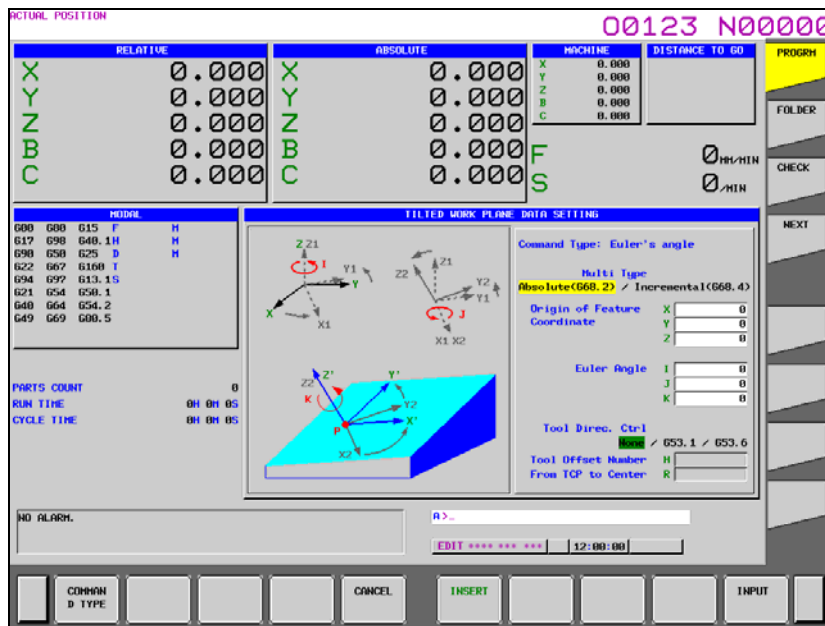 ACTUAL POSITION
O0123 N00000
RELATIVE
X 0.000
Y 0.000
Z 0.000
B 0.000
C 0.000
ABSOLUTE
X 0.000
Y 0.000
Z 0.000
B 0.000
C 0.000
MACHINE
X 0.000
Y 0.000
Z 0.000
B 0.000
C 0.000
DISTANCE TO GO
F 0 MM/MIN
S 0 /MIN
PROGRM
FOLDER
CHECK
NEXT
MODAL
G00 G80 G15 F M
G17 G98 G40.1H M
G90 G50 G25 D M
G22 G67 G160 T
G94 G97 G13.1S
G21 G54 G50.1
G40 G64 G54.2
G49 G69 G80.5
PARTS COUNT 0
RUN TIME 0H 0M 0S
CYCLE TIME 0H 0M 0S
TILTED WORK PLANE DATA SETTING
Z Z1
I
Y1
Y
X
X1
Z2
Z1
Y2
Y1
J
X1 X2
Z2
Z'
Y'
K
Y2
X'
P
X2
Command Type: Euler's angle
Multi Type
Absolute(G68.2) / Incremental(G68.4)
Origin of Feature X 0
Coordinate Y 0
Z 0
Euler Angle I 0
J 0
K 0
Tool Direc. Ctrl
None / G53.1 / G53.6
Tool Offset Number H
From TCP to Center R
NO ALARM.
A>_
EDIT **** *** *** 12:00:00
COMMAN
D TYPE
CANCEL
INSERT
INPUT